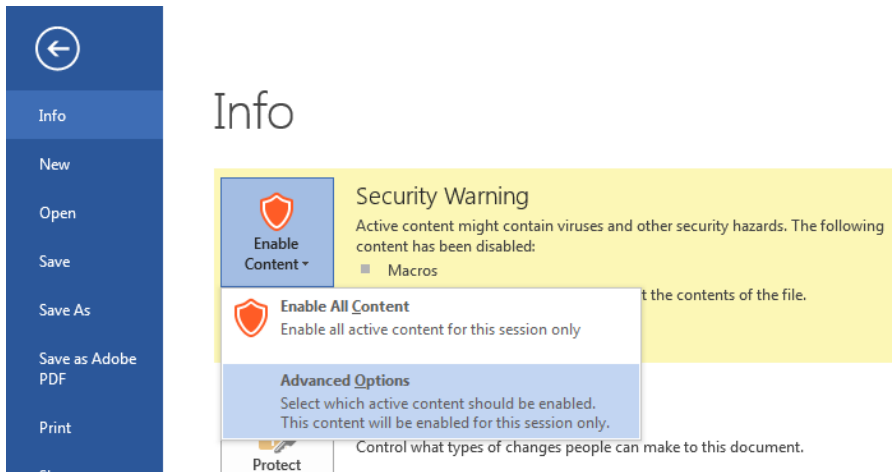 Info
New
Open
Save
Save As
Save as Adobe
PDF
Print
Info
Enable
Content
Security Warning
Active content might contain viruses and other security hazards. The following
content has been disabled:
Macros
t the contents of the file.
Enable All Content
Enable all active content for this session only
Advanced Options
Select which active content should be enabled.
This content will be enabled for this session only.
Protect
Control what types of changes people can make to this document.